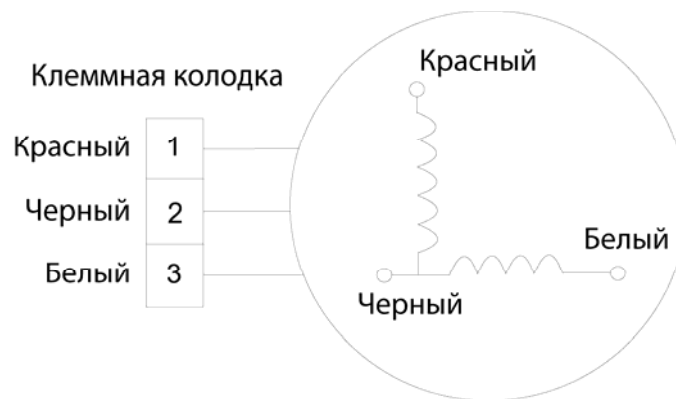 Клеммная колодка
Красный 1
Черный 2
Белый 3
Красный
Белый
Черный